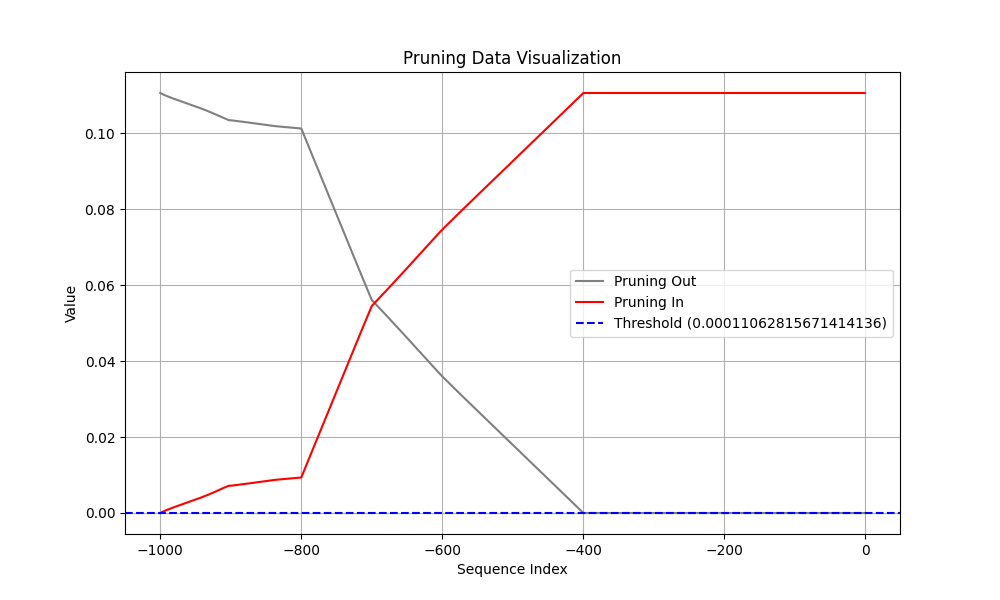 Pruning Data Visualization
0.10
0.08
0.06
0.04
0.02
0.00
Value
Pruning Out
Pruning In
Threshold (0.00011062815671414136)
−1000
−800
−600
−400
−200
0
Sequence Index